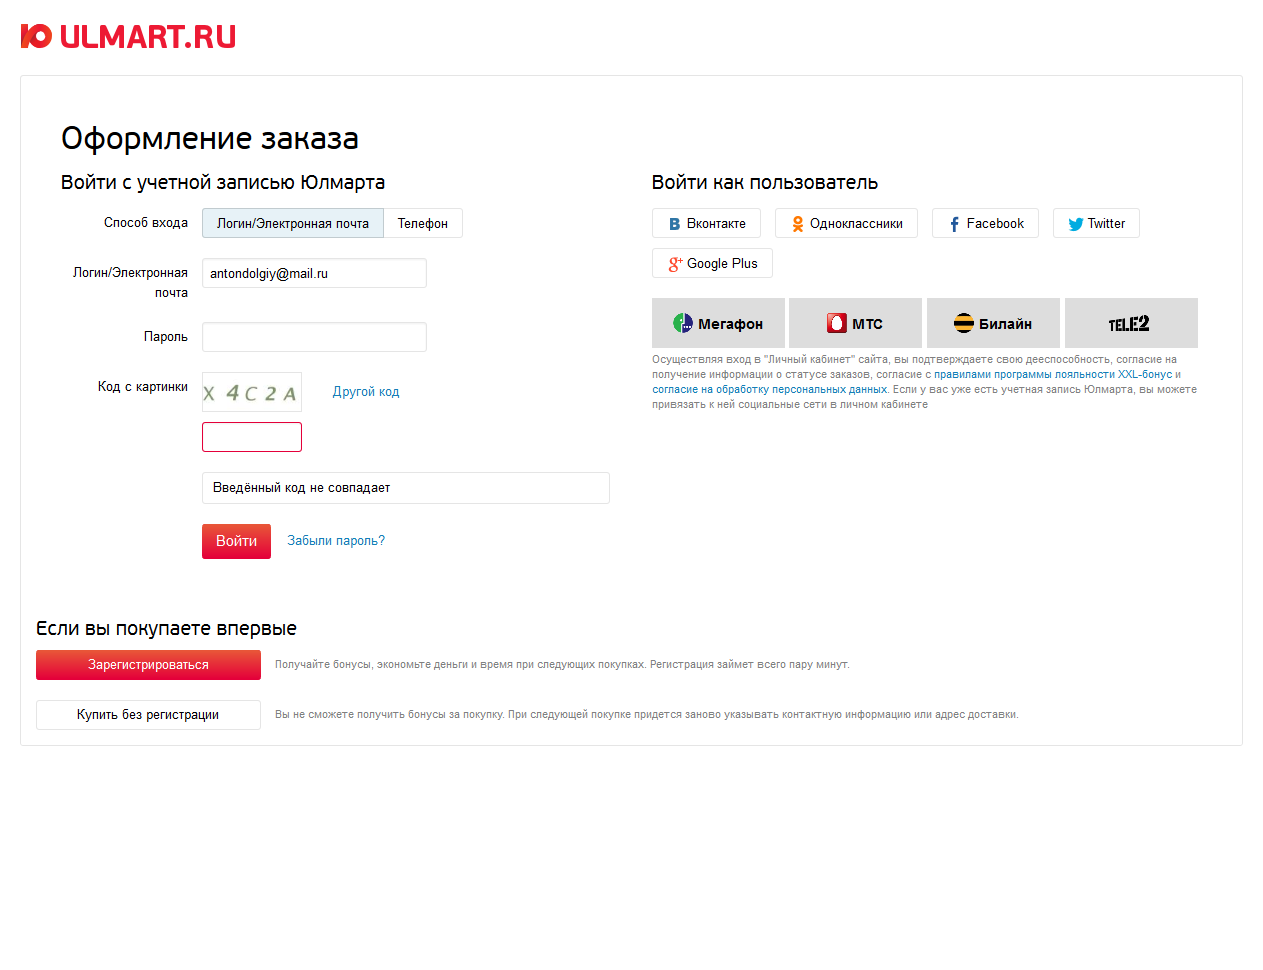 ULMART.RU
Оформление заказа
Войти с учетной записью Юлмарта
Способ входа
Логин/Электронная почта
Телефон
Логин/Электронная
почта
antondolgiy@mail.ru
Пароль
Код с картинки
X 4 C 2 A
Другой код
Введённый код не совпадает
Войти
Забыли пароль?
Войти как пользователь
Вконтакте
Одноклассники
Facebook
Twitter
Google Plus
Мегафон
МТС
Билайн
TELE2
Осуществляя вход в "Личный кабинет" сайта, вы подтверждаете свою дееспособность, согласие на
получение информации о статусе заказов, согласие с правилами программы лояльности XXL-бонус и
согласие на обработку персональных данных. Если у вас уже есть учетная запись Юлмарта, вы можете
привязать к ней социальные сети в личном кабинете
Если вы покупаете впервые
Зарегистрироваться
Получайте бонусы, экономьте деньги и время при следующих покупках. Регистрация займет всего пару минут.
Купить без регистрации
Вы не сможете получить бонусы за покупку. При следующей покупке придется заново указывать контактную информацию или адрес доставки.